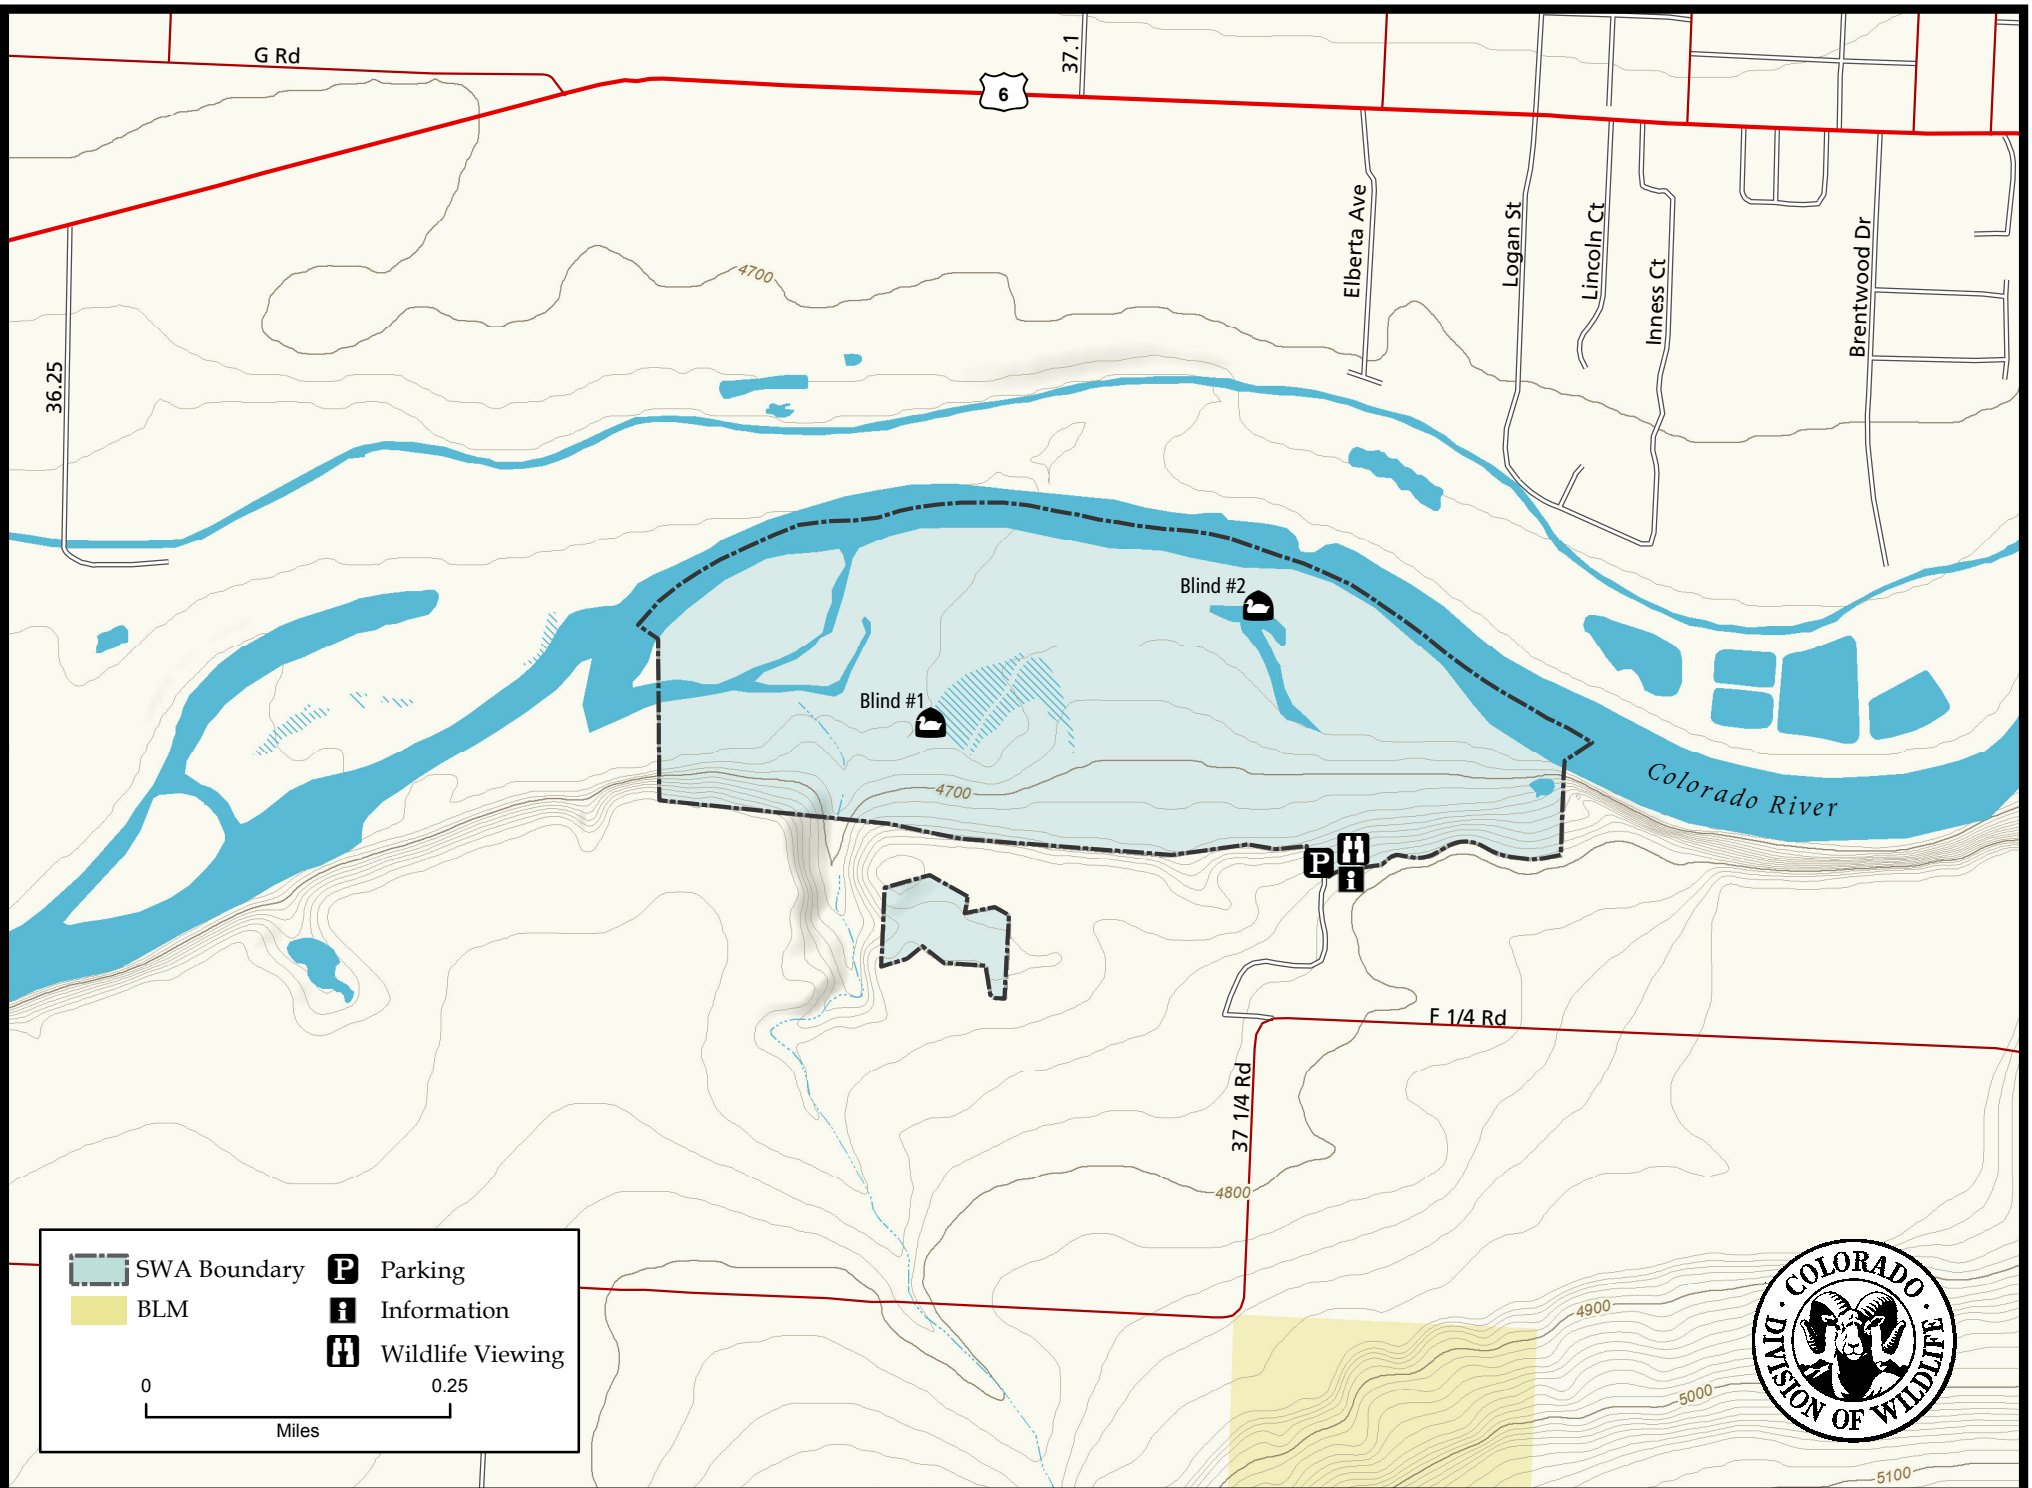 G Rd
37.1
6
Elberta Ave
Logan St
Lincoln Ct
Inness Ct
Brentwood Dr
4700
36.25
Blind #2
Blind #1
Colorado River
4700
P
i
F 1/4 Rd
37 1/4 Rd
4800
4900
5000
5100
SWA Boundary
BLM
P Parking
i Information
Wildlife Viewing
0 0.25
Miles
· COLORADO ·
DIVISION OF WILDLIFE